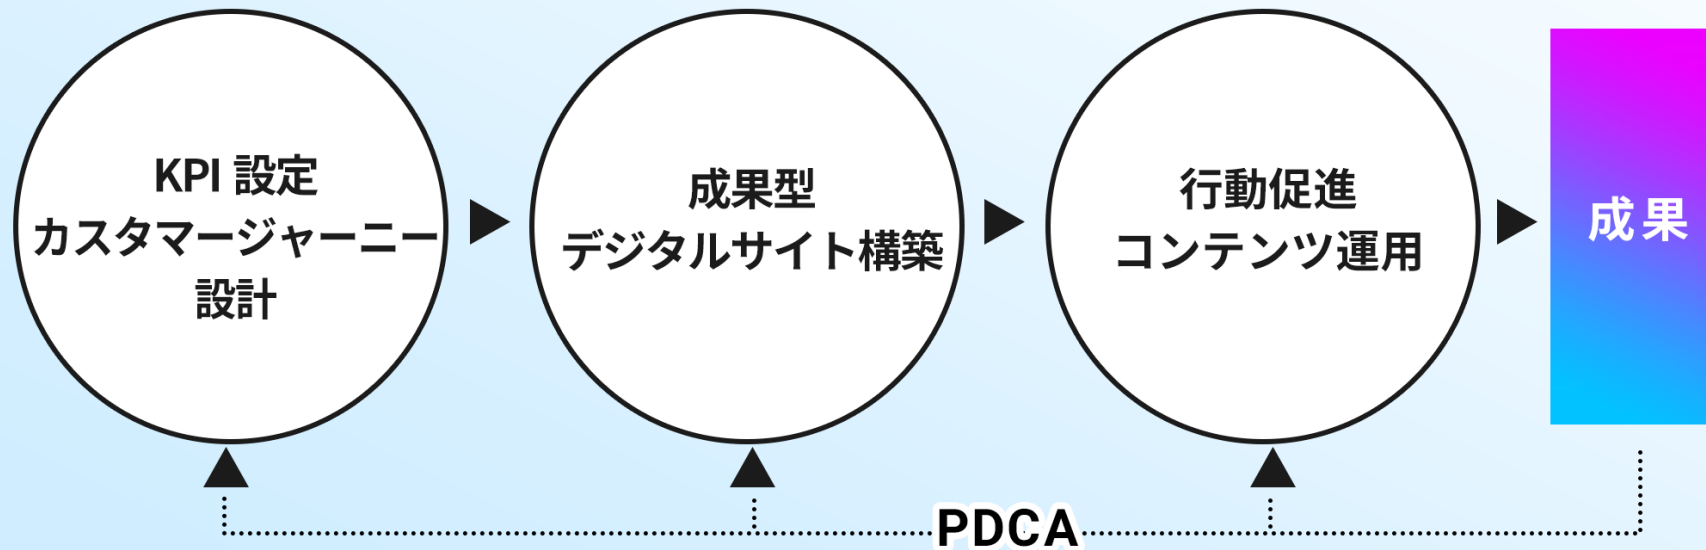 KPI 設定
カスタマージャーニー
設計
成果型
デジタルサイト構築
行動促進
コンテンツ運用
成果
PDCA